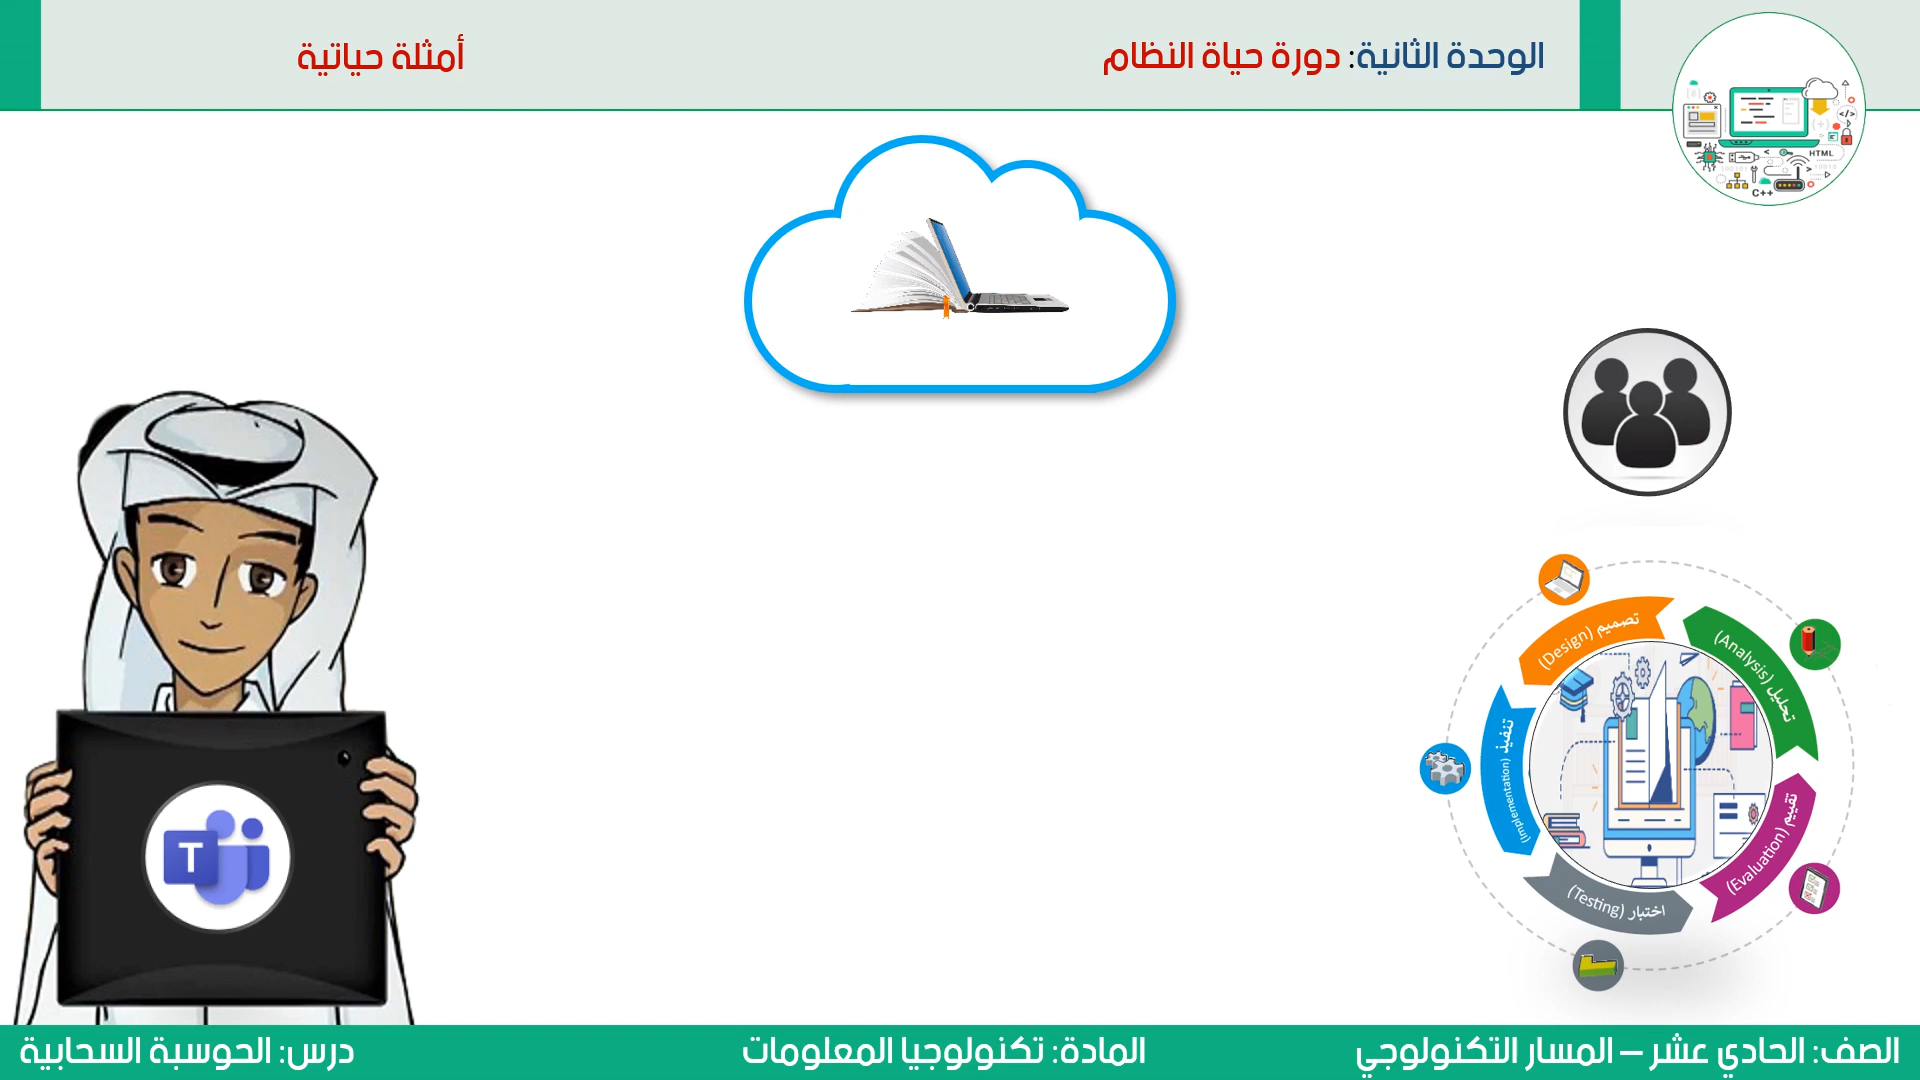 الوحدة الثانية: دورة حياة النظام
أمثلة حياتية
</>
HTML
C++
تحليل (Analysis)
تصميم (Design)
تنفيذ (Implementation)
اختبار (Testing)
تقييم (Evaluation)
T
الصف: الحادي عشر – المسار التكنولوجي
المادة: تكنولوجيا المعلومات
درس: الحوسبة السحابية